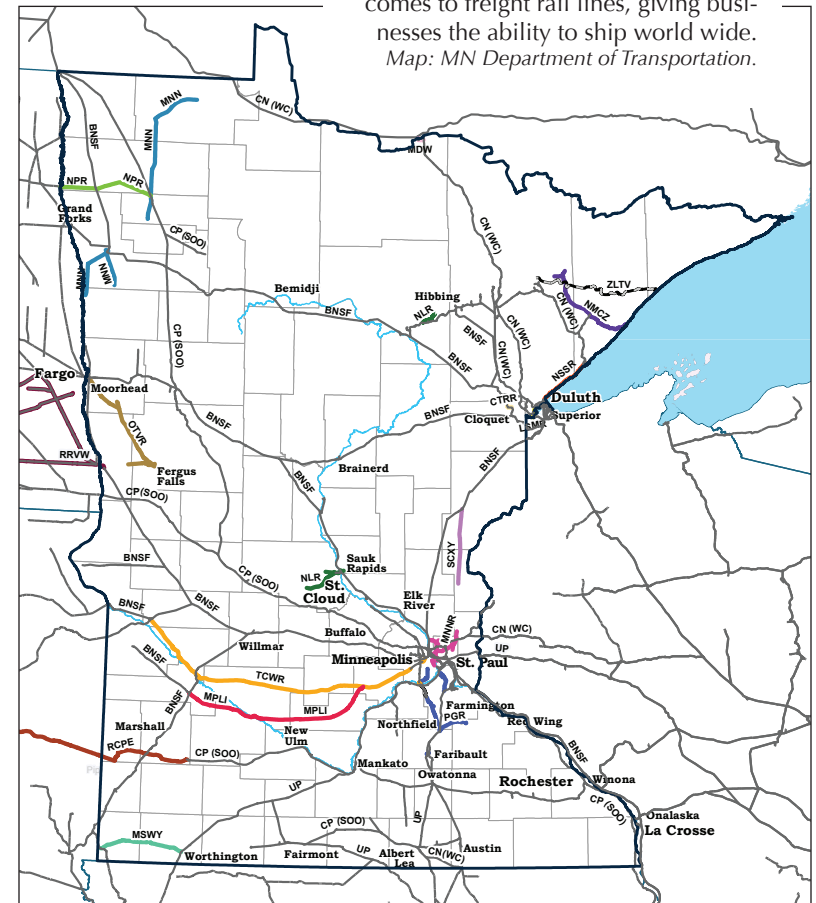 comes to freight rail lines, giving busi-
nesses the ability to ship world wide.
Map: MN Department of Transportation.
MNN
CN (WC)
BNSF
MNN
MDW
NPR
NPR
Grand
Forks
CP (SOO)
CN (WC)
MNN
MNN
Bemidji
Hibbing
ZLTV
CN (WC)
NMCZ
BNSF
NLR
CN (WC)
BNSF
CP (SOO)
CN(WC)
BNSF
NSSR
Fargo
Moorhead
CTRR
Duluth
Superior
BNSF
BNSF
Cloquet
LSMR
OTVR
RRVW
BNSF
Fergus
Falls
Brainerd
BNSF
CP (SOO)
SCXY
BNSF
Sauk
Rapids
CP (SOO)
NLR
St.
Cloud
Elk
River
BNSF
BNSF
MNNR
CN (WC)
Buffalo
Willmar
UP
Minneapolis
St. Paul
BNSF
TCWR
BNSF
MPLI
MPLI
Farmington
PGR
Red Wing
Northfield
Marshall
New
Ulm
RCPE
CP (SOO)
BNSF
Faribault
Mankato
Owatonna
Rochester
Winona
UP
CP (SOO)
Onalaska
La Crosse
UP
CP (SOO)
MSWY
Worthington
Fairmont
UP
Albert
Lea
CN(WC)
Austin